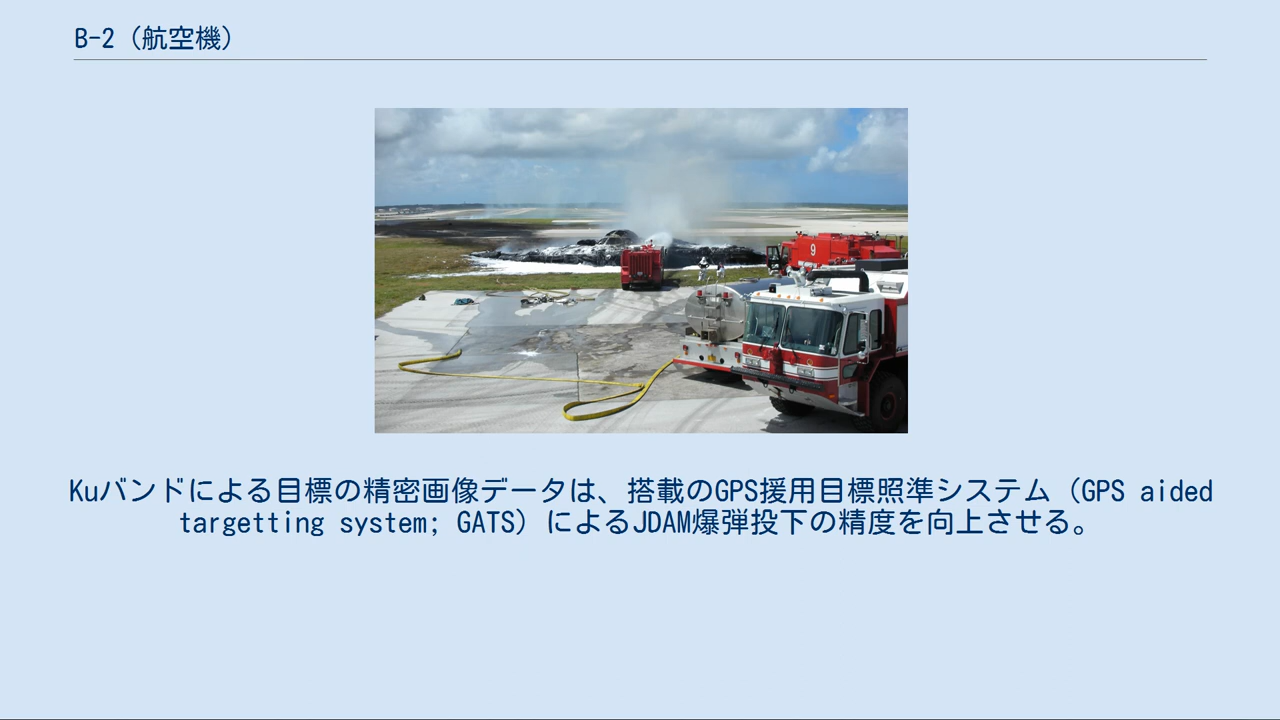 B-2（航空機）
9
Kuバンドによる目標の精密画像データは、搭載のGPS援用目標照準システム（GPS aided
targetting system; GATS）によるJDAM爆弾投下の精度を向上させる。